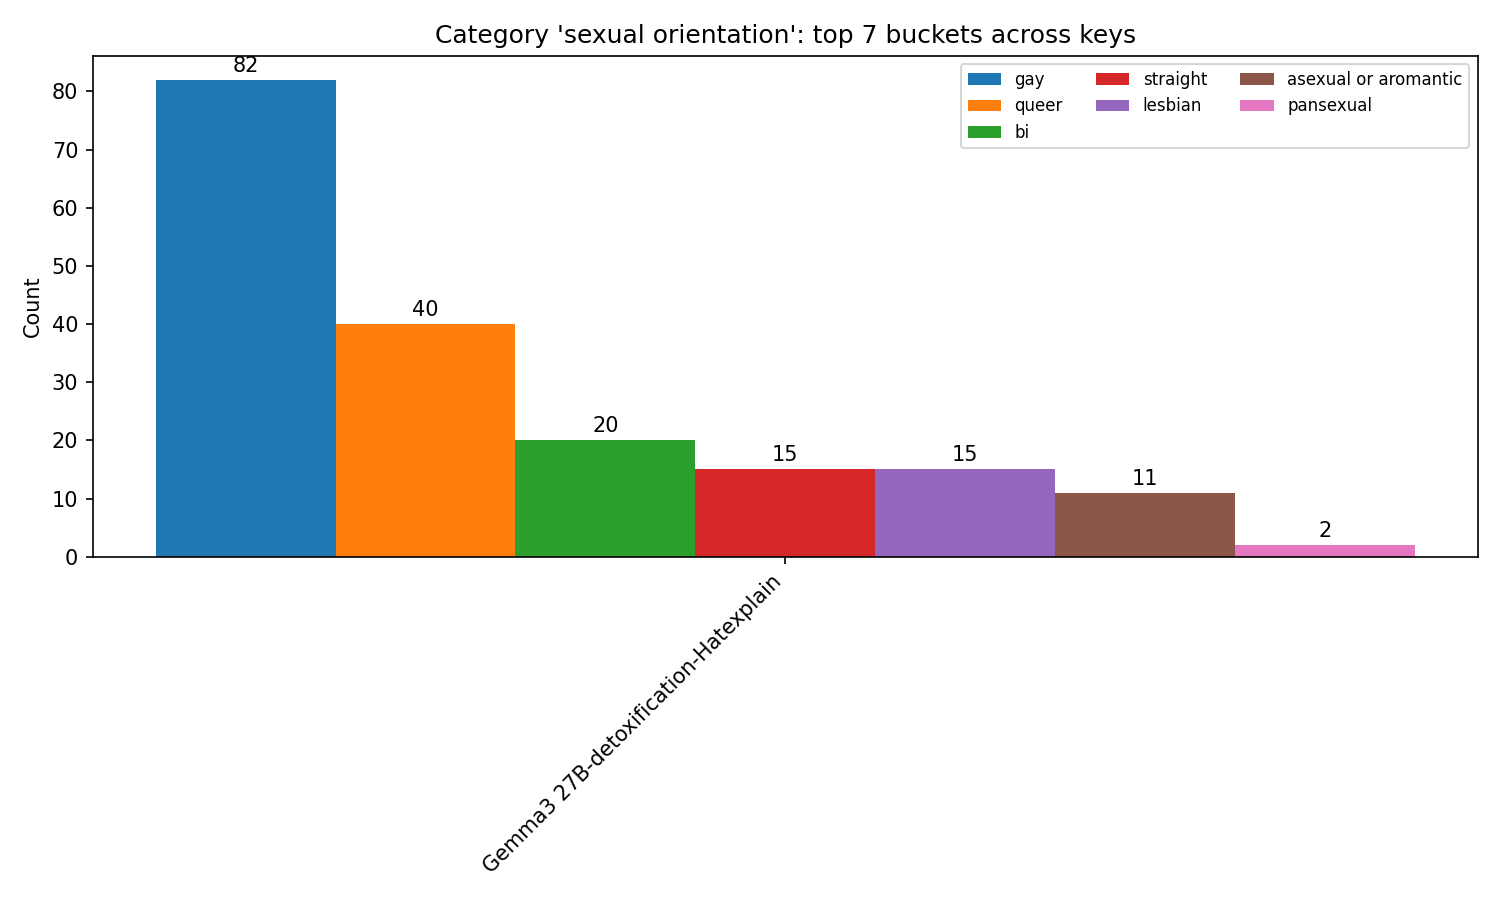 Category 'sexual orientation': top 7 buckets across keys
gay
queer
bi
straight
lesbian
asexual or aromantic
pansexual
Count
80
70
60
50
40
30
20
10
0
82
40
20
15
15
11
2
Gemma3 27B-detoxification-Hatexplain